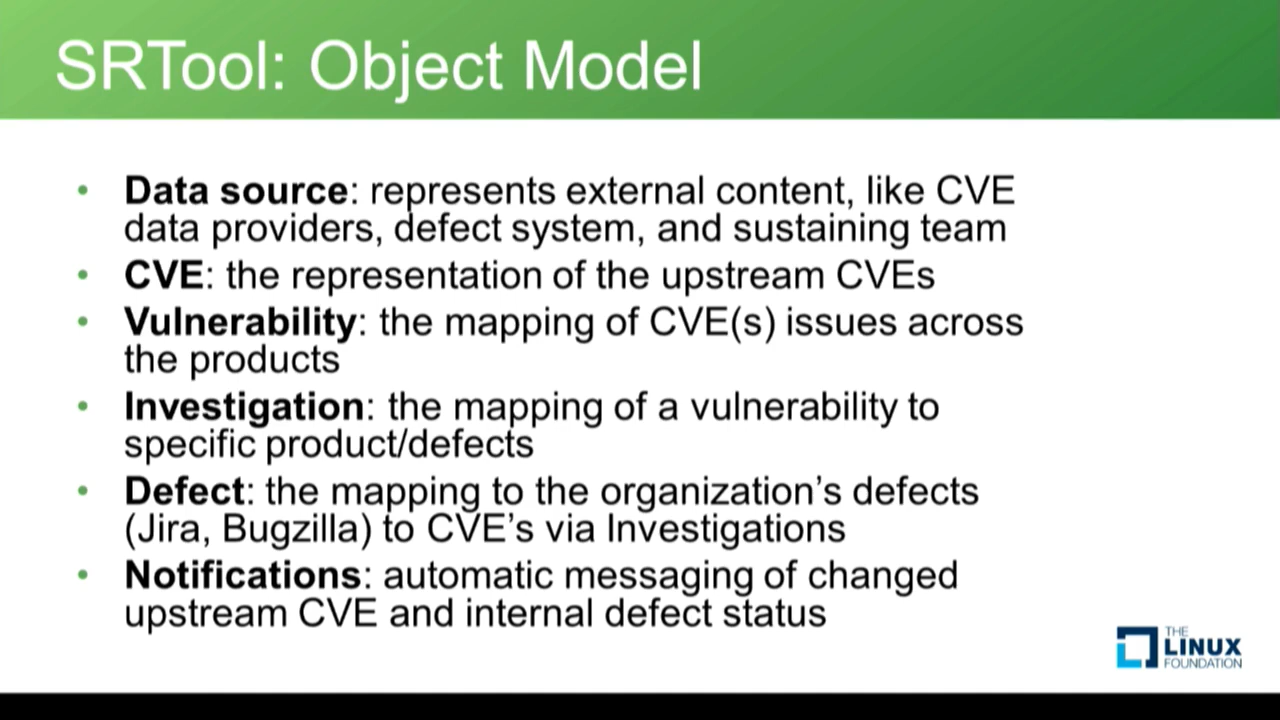 SRTool: Object Model
• Data source: represents external content, like CVE
data providers, defect system, and sustaining team
• CVE: the representation of the upstream CVEs
• Vulnerability: the mapping of CVE(s) issues across
the products
• Investigation: the mapping of a vulnerability to
specific product/defects
• Defect: the mapping to the organization’s defects
(Jira, Bugzilla) to CVE’s via Investigations
• Notifications: automatic messaging of changed
upstream CVE and internal defect status
THE
LINUX
FOUNDATION